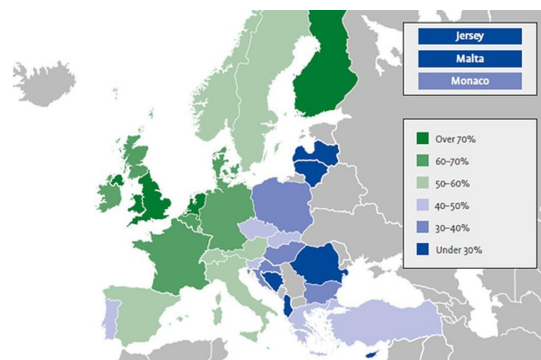 Jersey
Malta
Monaco
Over 70%
60–70%
50–60%
40–50%
30–40%
Under 30%